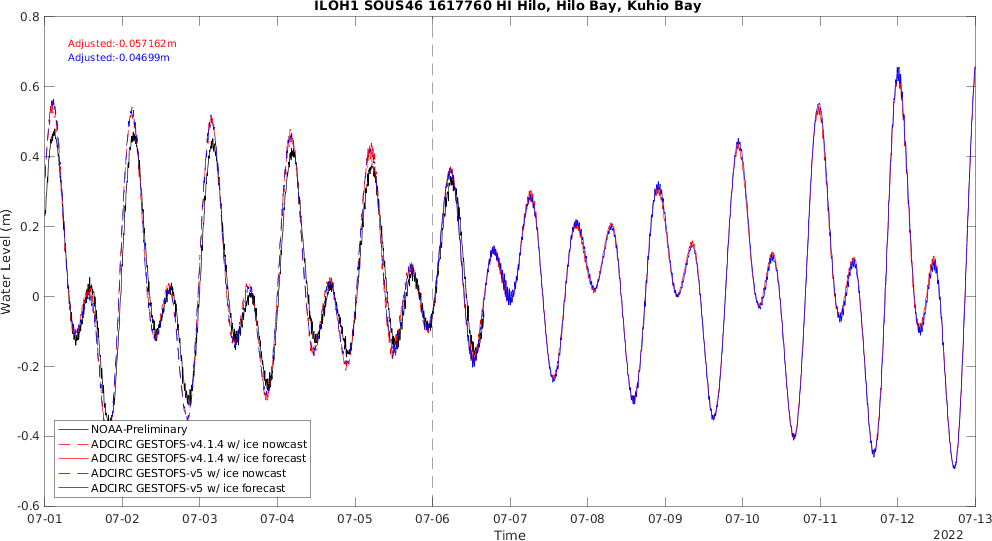 ILOH1 SOUS46 1617760 HI Hilo, Hilo Bay, Kuhio Bay
Adjusted:-0.057162m
Adjusted:-0.04699m
0.8
0.6
0.4
0.2
0
-0.2
-0.4
-0.6
Water Level (m)
NOAA-Preliminary
ADCIRC GESTOFS-v4.1.4 w/ ice nowcast
ADCIRC GESTOFS-v4.1.4 w/ ice forecast
ADCIRC GESTOFS-v5 w/ ice nowcast
ADCIRC GESTOFS-v5 w/ ice forecast
07-01 07-02 07-03 07-04 07-05 07-06 07-07 07-08 07-09 07-10 07-11 07-12 07-13
Time
2022